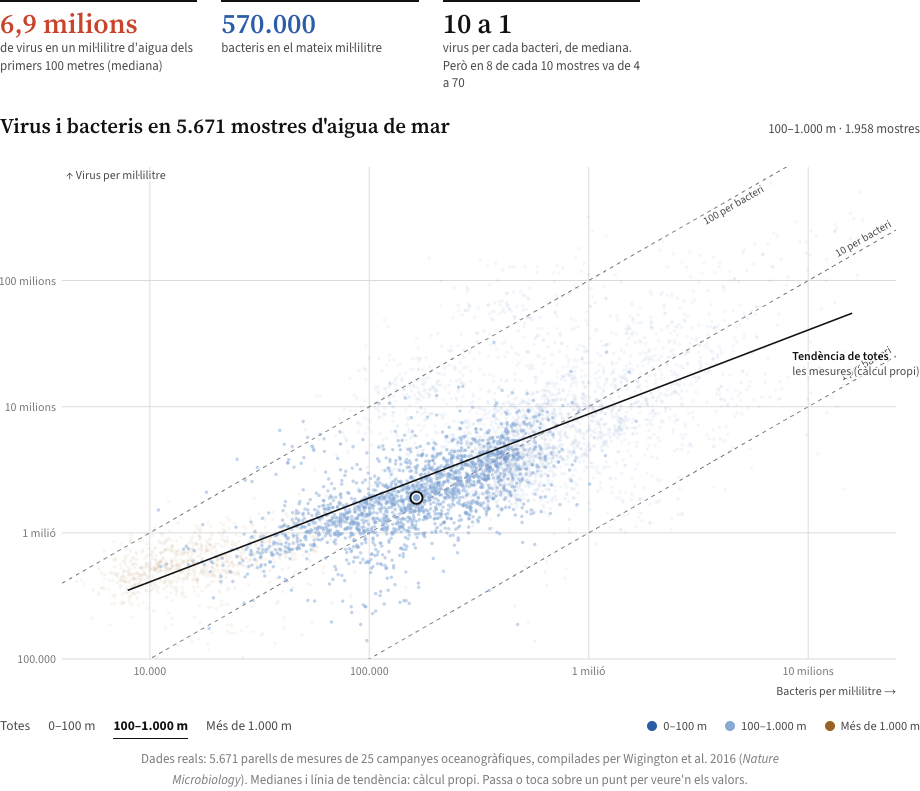 6,9 milions
de virus en un mil·lilitre d'aigua dels
primers 100 metres (mediana)
570.000
bacteris en el mateix mil·lilitre
10 a 1
virus per cada bacteri, de mediana.
Però en 8 de cada 10 mostres va de 4
a 70
Virus i bacteris en 5.671 mostres d'aigua de mar
100–1.000 m · 1.958 mostres
↑ Virus per mil·lilitre
100 per bacteri
10 per bacteri
100 milions
Tendència de totes
les mesures (càlcul propi)
10 milions
1 milió
100.000
10.000
100.000
1 milió
10 milions
Bacteris per mil·lilitre →
Totes
0–100 m
100–1.000 m
Més de 1.000 m
0–100 m
100–1.000 m
Més de 1.000 m
Dades reals: 5.671 parells de mesures de 25 campanyes oceanogràfiques, compilades per Wigington et al. 2016 (Nature
Microbiology). Medianes i línia de tendència: càlcul propi. Passa o toca sobre un punt per veure'n els valors.